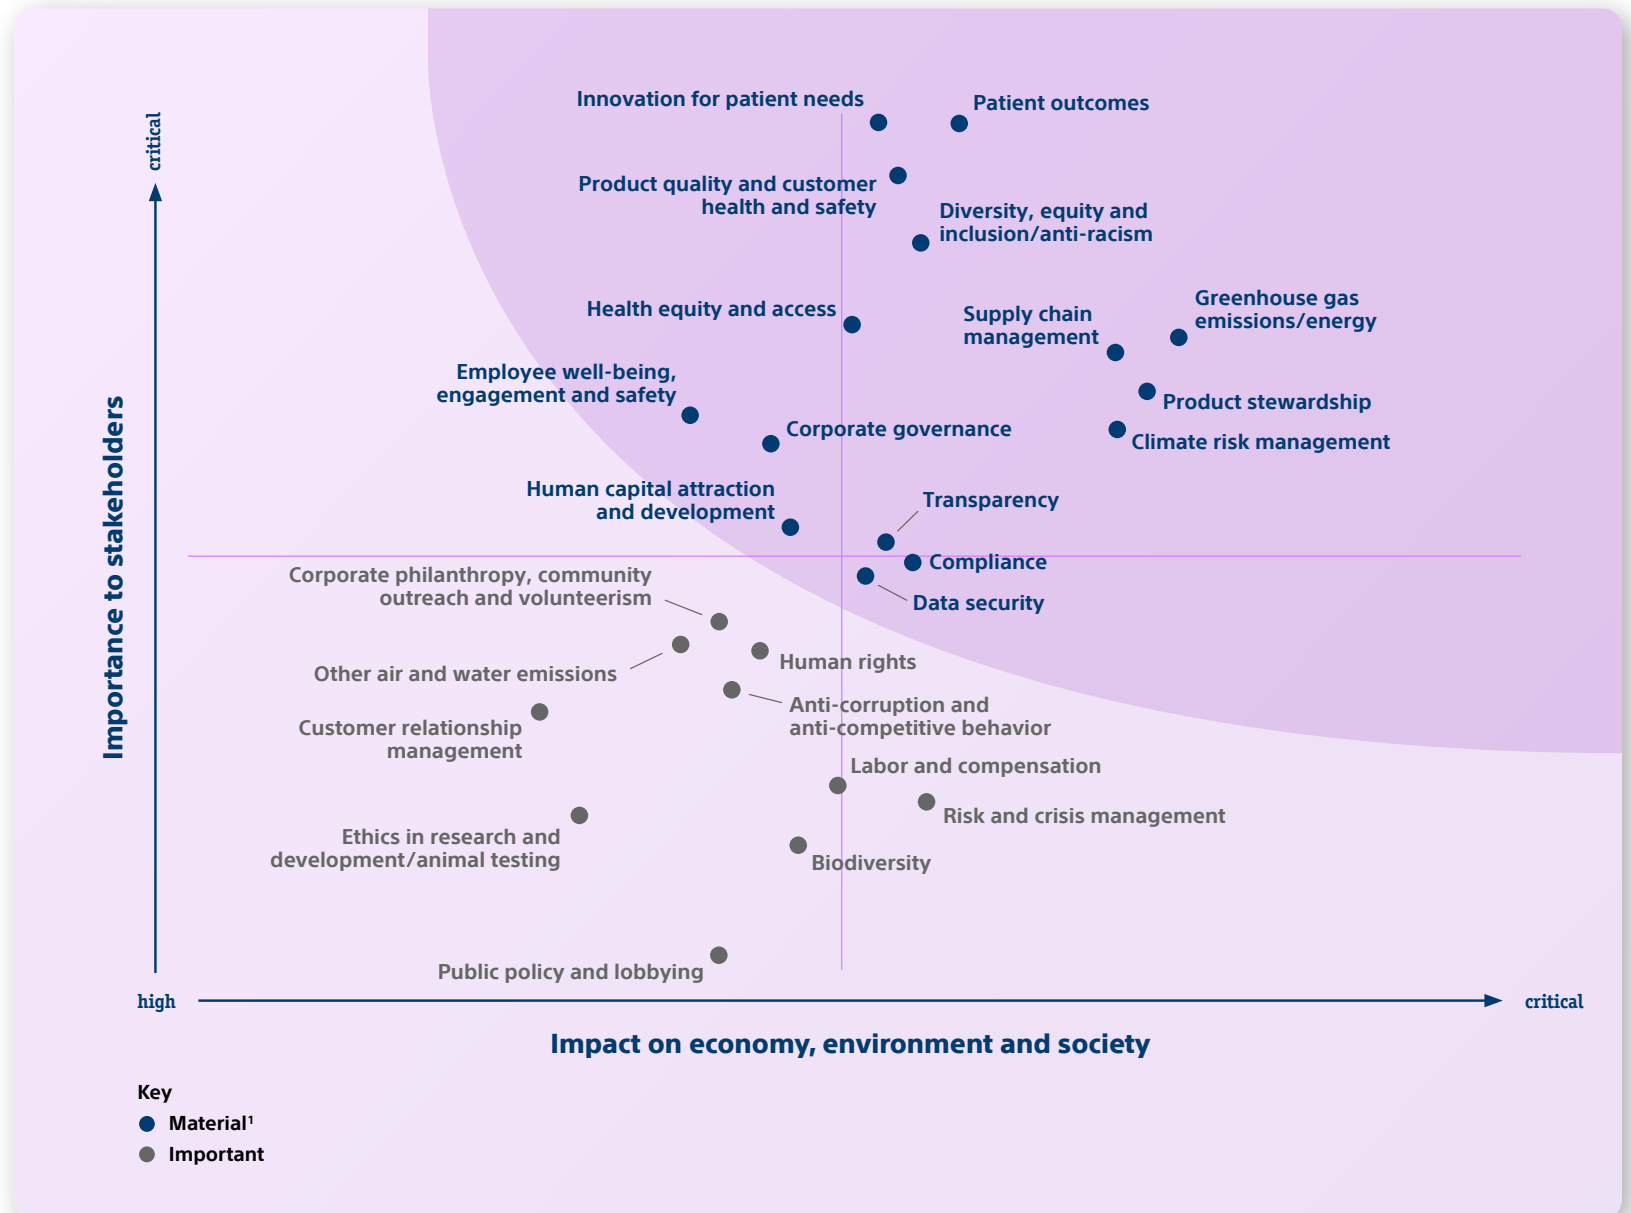 Innovation for patient needs
Patient outcomes
critical
Product quality and customer
health and safety
Diversity, equity and
inclusion/anti-racism
Health equity and access
Supply chain
management
Greenhouse gas
emissions/energy
Employee well-being,
engagement and safety
Product stewardship
Corporate governance
Climate risk management
Importance to stakeholders
Human capital attraction
and development
Transparency
Compliance
Corporate philanthropy, community
outreach and volunteerism
Data security
Other air and water emissions
Human rights
Anti-corruption and
anti-competitive behavior
Customer relationship
management
Labor and compensation
Risk and crisis management
Ethics in research and
development/animal testing
Biodiversity
Public policy and lobbying
high
critical
Impact on economy, environment and society
Key
Material¹
Important